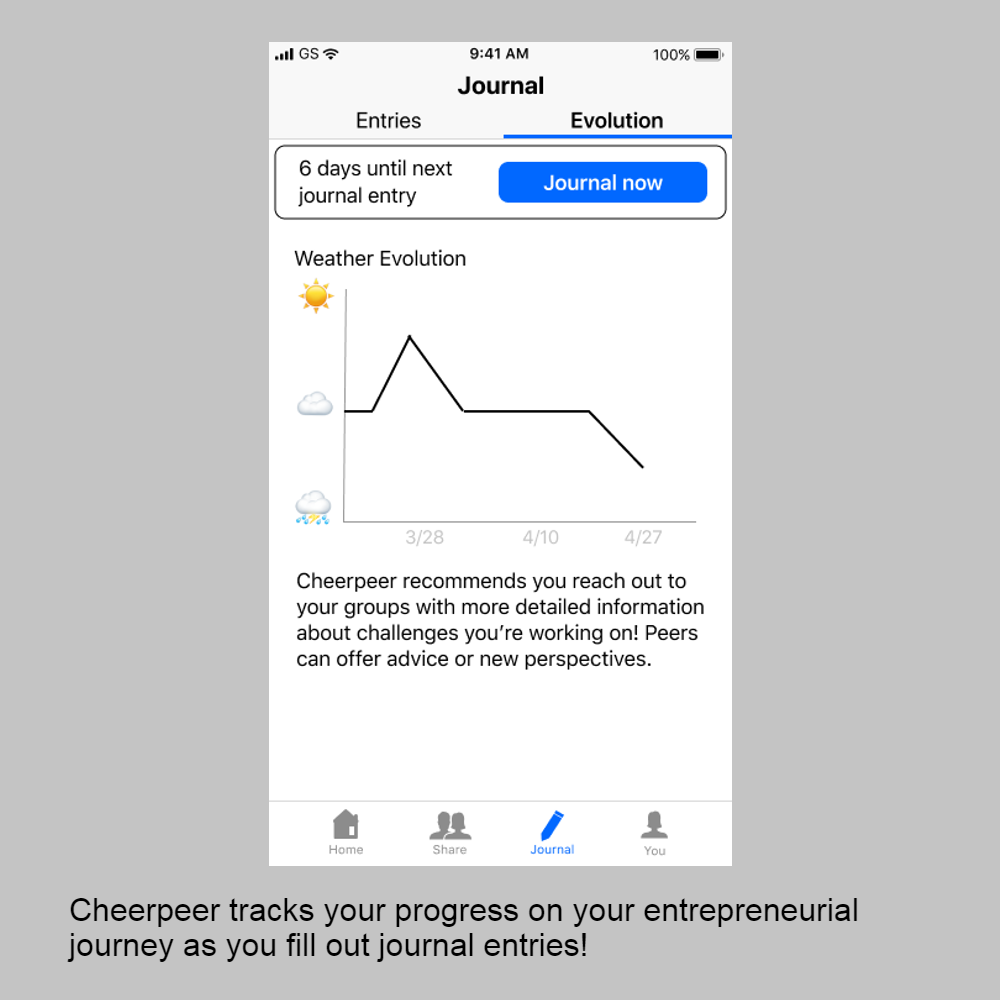 GS 9:41 AM 100%
Journal
Entries Evolution
6 days until next
journal entry
Journal now
Weather Evolution
3/28 4/10 4/27
Cheerpeer recommends you reach out to
your groups with more detailed information
about challenges you’re working on! Peers
can offer advice or new perspectives.
Home Share Journal You
Cheerpeer tracks your progress on your entrepreneurial
journey as you fill out journal entries!